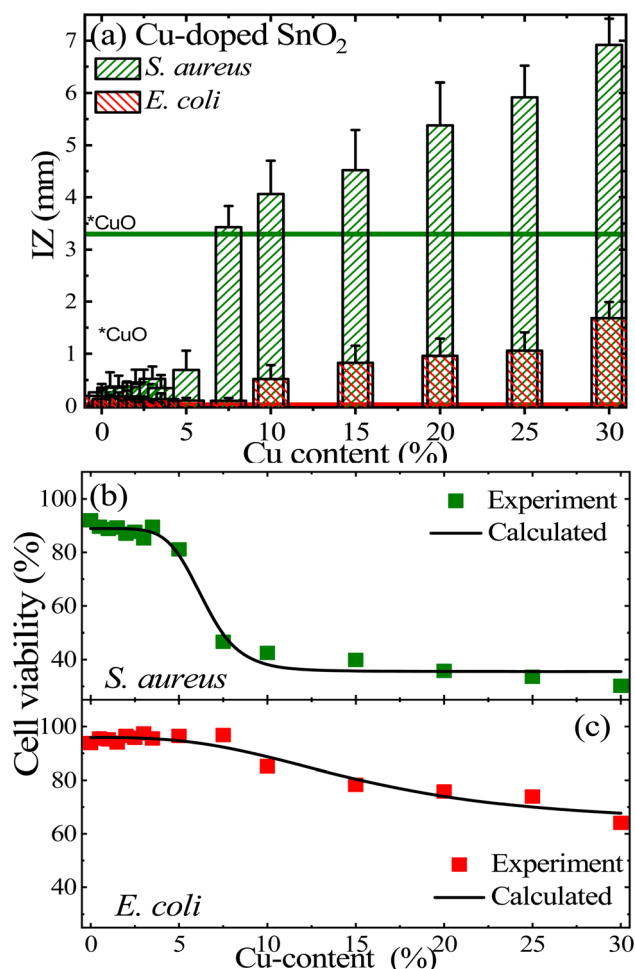 (a) Cu-doped SnO2
S. aureus
E. coli
IZ (mm)
7
6
5
4
3
2
1
0
*CuO
*CuO
0 5 10 15 20 25 30
Cu content (%)
(b)
Experiment
Calculated
100
80
60
40
S. aureus
Cell viability (%)
(c)
100
80
60
40
Experiment
Calculated
E. coli
0 5 10 15 20 25 30
Cu-content (%)